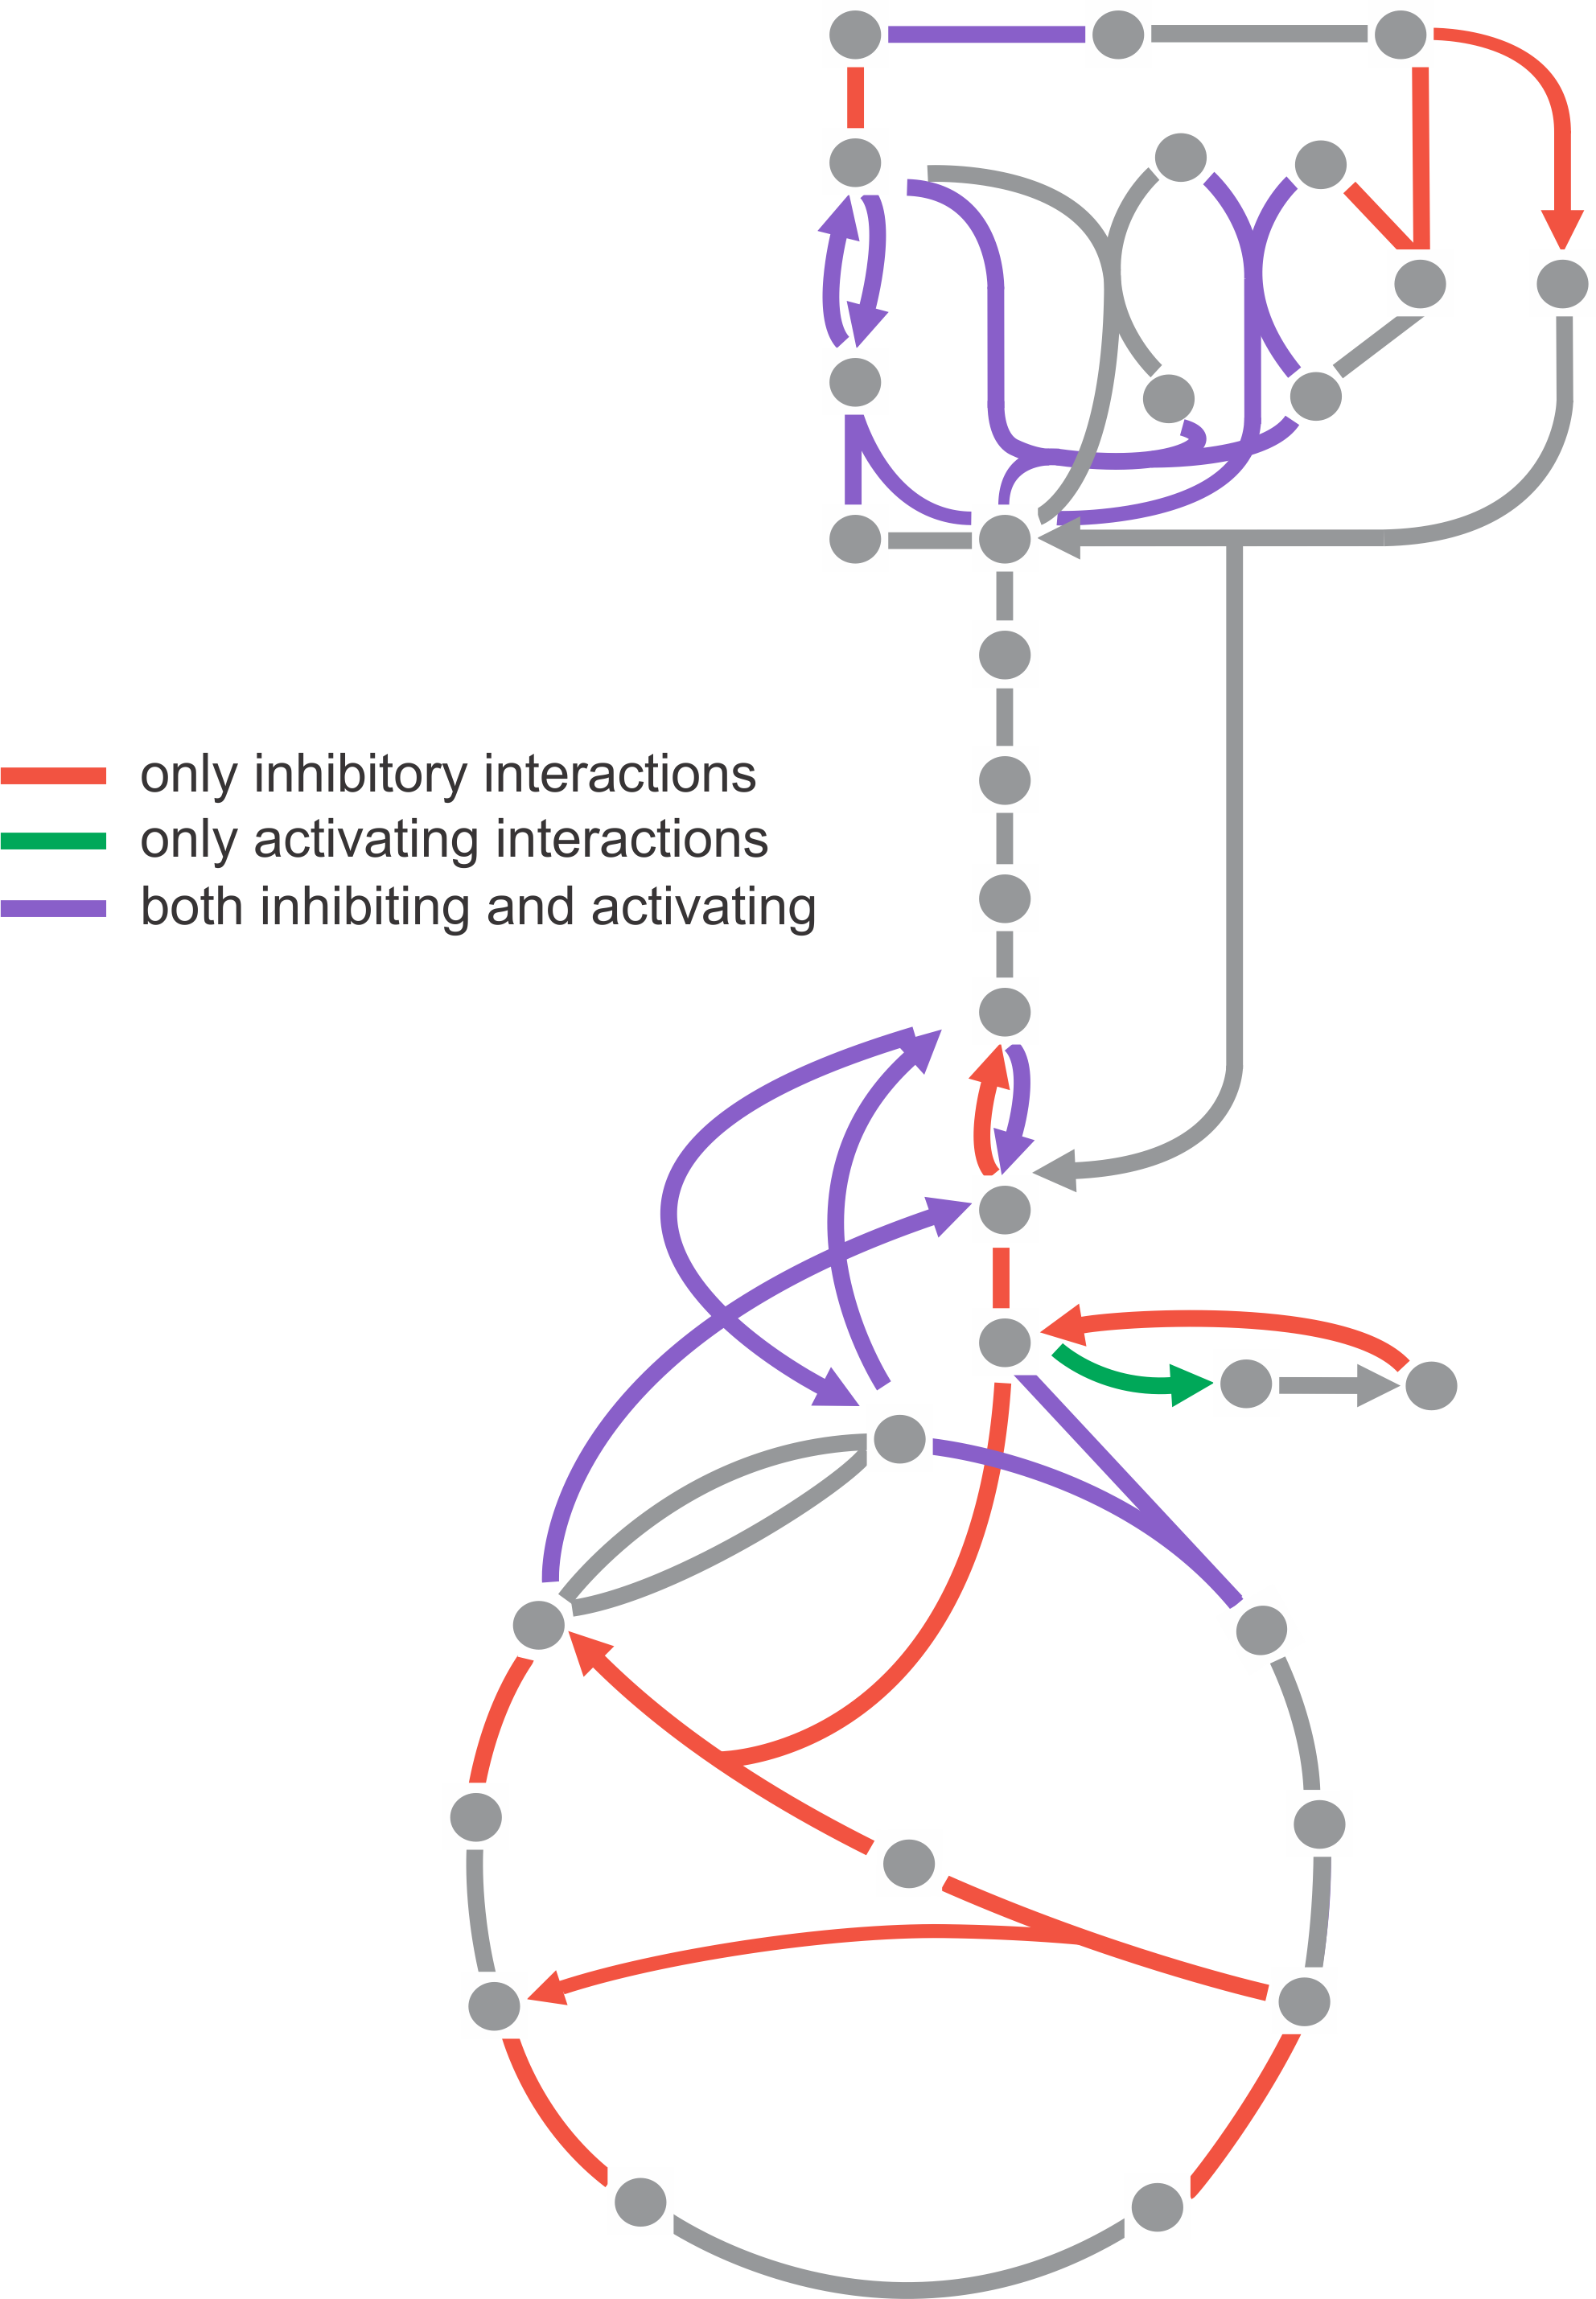 only inhibitory interactions
only activating interactions
both inhibiting and activating